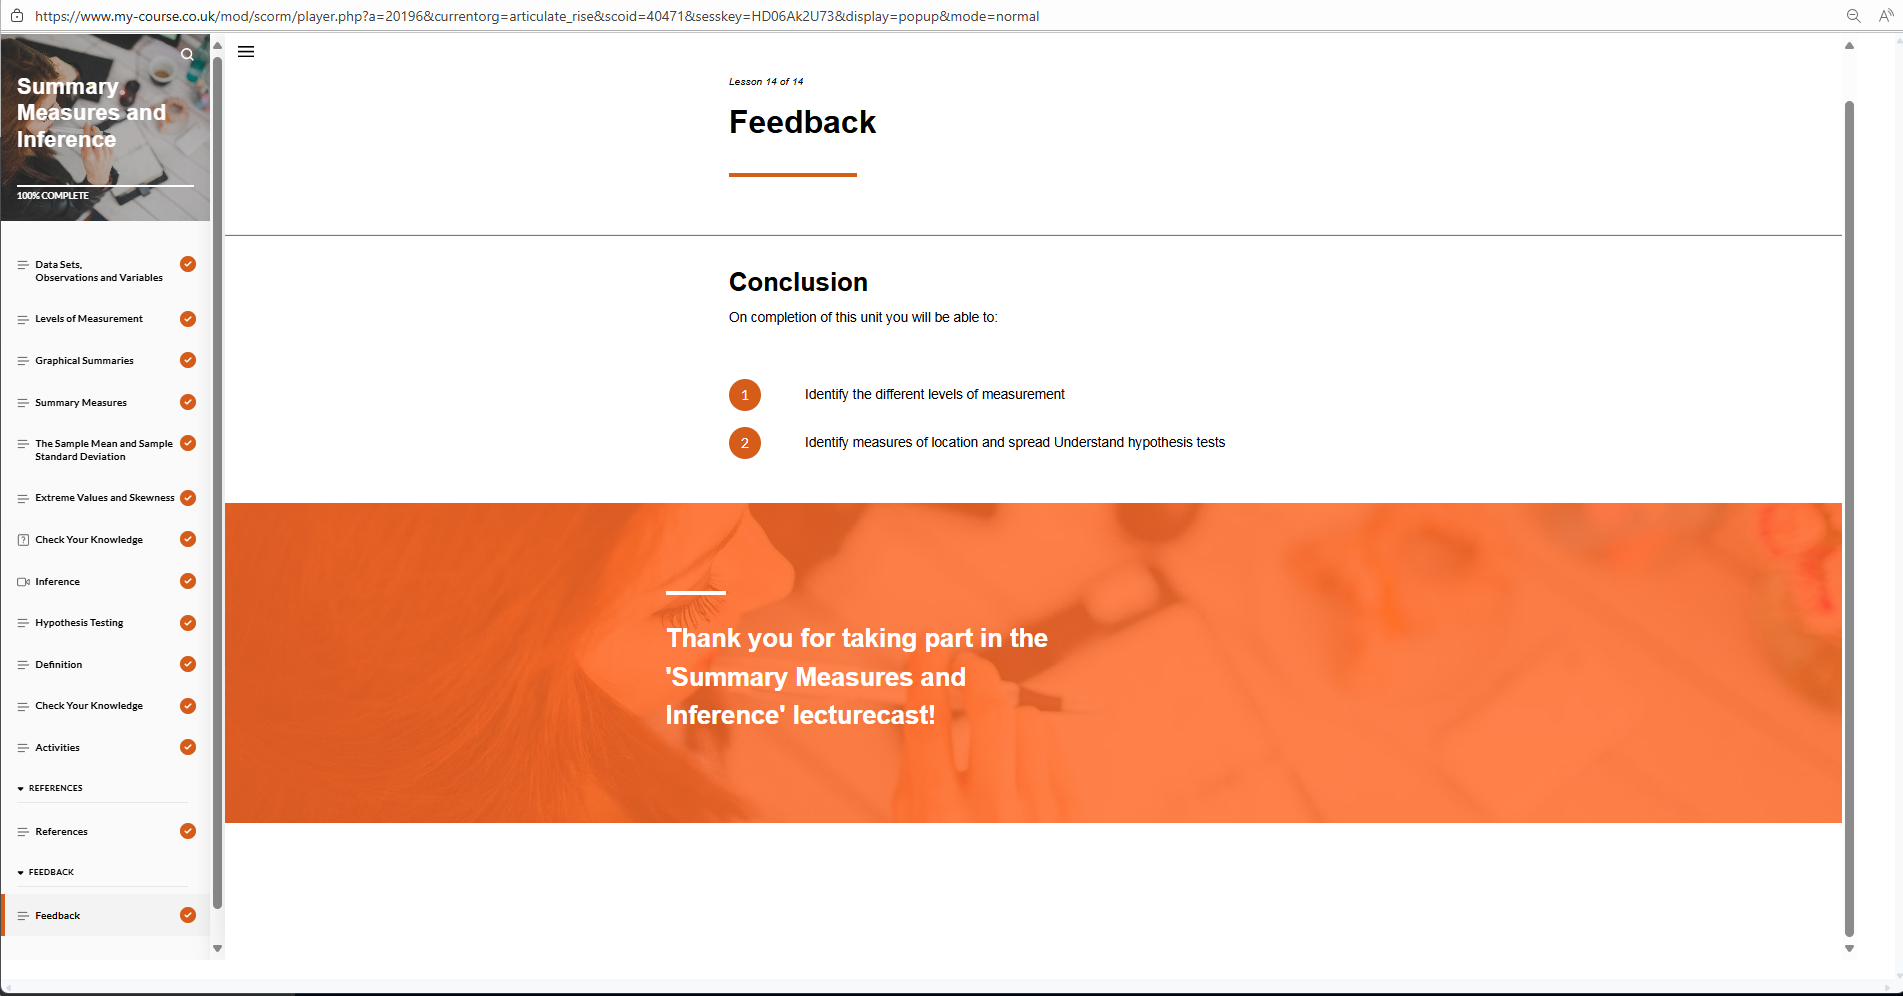 https://www.my-course.co.uk/mod/scorm/player.php?a=20196&currentorg=articulate_rise&scoid=40471&sesskey=HD06Ak2U73&display=popup&mode=normal
Summary
Measures and
Inference
100% COMPLETE
Data Sets,
Observations and Variables
Levels of Measurement
Graphical Summaries
Summary Measures
The Sample Mean and Sample
Standard Deviation
Extreme Values and Skewness
Check Your Knowledge
Inference
Hypothesis Testing
Definition
Check Your Knowledge
Activities
REFERENCES
References
FEEDBACK
Feedback
Lesson 14 of 14
Feedback
Conclusion
On completion of this unit you will be able to:
1 Identify the different levels of measurement
2 Identify measures of location and spread Understand hypothesis tests
Thank you for taking part in the
'Summary Measures and
Inference' lecturecast!